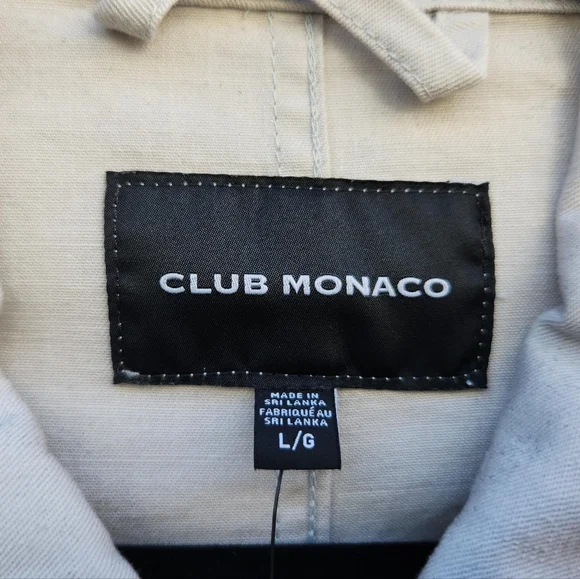 CLUB MONACO
MADE IN
SRI LANKA
FABRIQUÉ AU
SRI LANKA
L/G